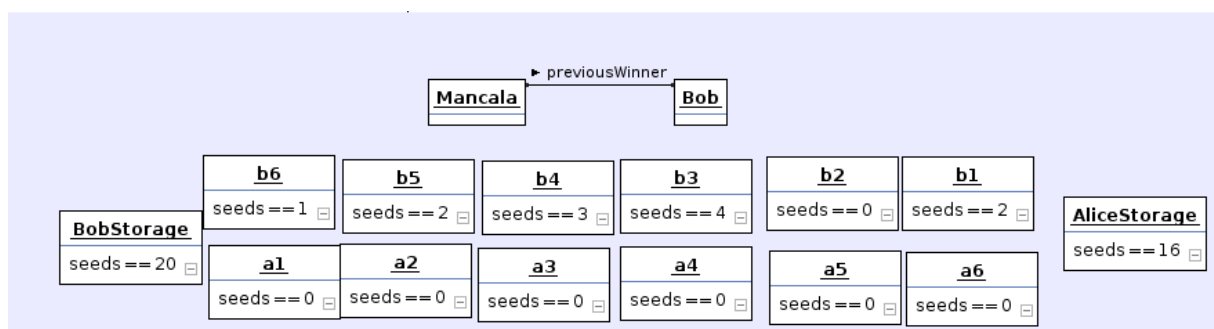 ► previousWinner
Mancala
Bob
b6
seeds == 1
b5
seeds == 2
b4
seeds == 3
b3
seeds == 4
b2
seeds == 0
b1
seeds == 2
BobStorage
seeds == 20
AliceStorage
seeds == 16
a1
seeds == 0
a2
seeds == 0
a3
seeds == 0
a4
seeds == 0
a5
seeds == 0
a6
seeds == 0